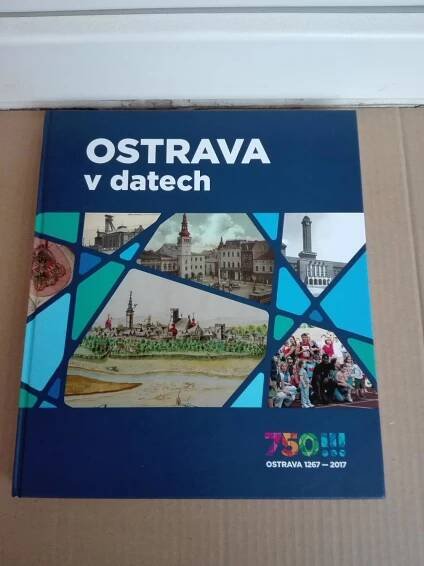 OSTRAVA
v datech
750!!!
OSTRAVA 1267 — 2017